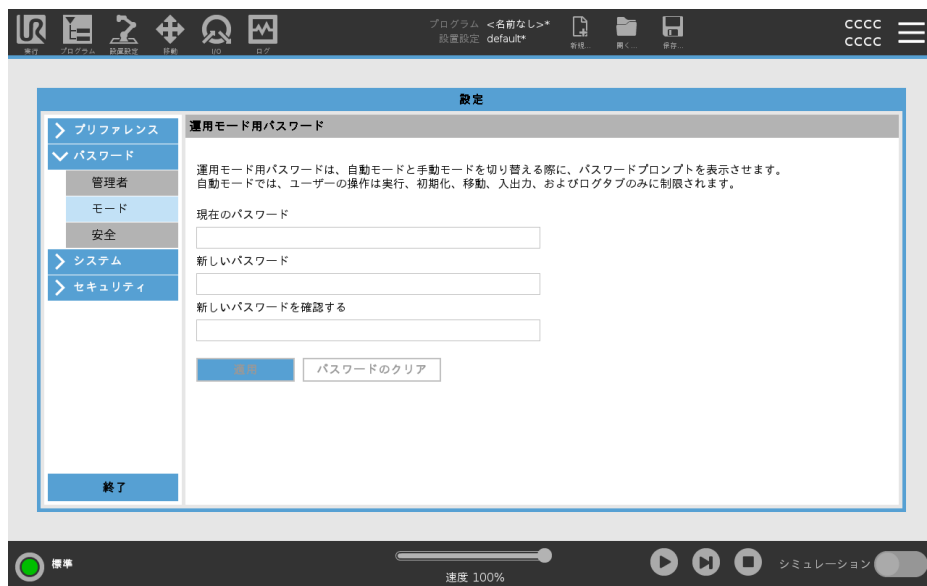 UR
実行
プログラム
設置設定
移動
I/O
ログ
プログラム <名前なし>*
設置設定 default*
新規...
開く...
保存...
CCCC
CCCC
設定
プリファレンス
パスワード
管理者
モード
安全
システム
セキュリティ
終了
運用モード用パスワード
運用モード用パスワードは、自動モードと手動モードを切り替える際に、パスワードプロンプトを表示させます。
自動モードでは、ユーザーの操作は実行、初期化、移動、入出力、およびログタブのみに制限されます。
現在のパスワード
新しいパスワード
新しいパスワードを確認する
適用
パスワードのクリア
標準
速度 100%
シミュレーション